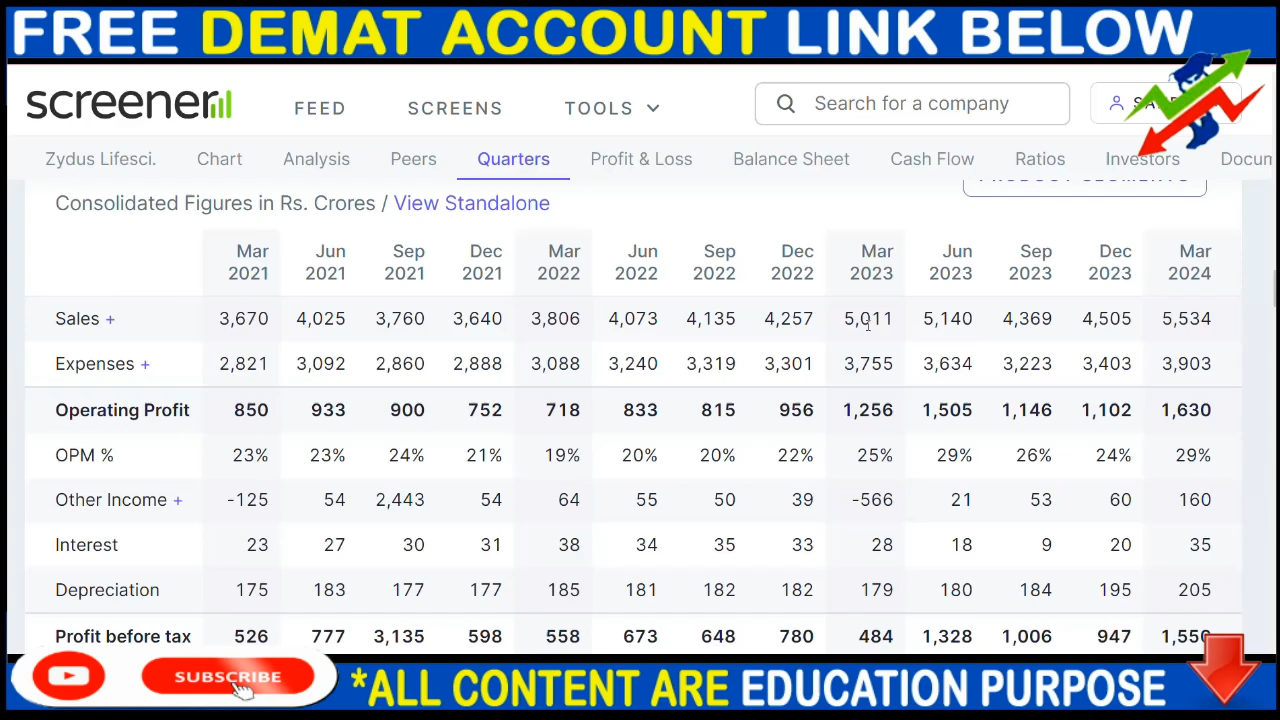 FREE DEMAT ACCOUNT LINK BELOW
screener FEED SCREENS TOOLS Search for a company
Zydus Lifesci. Chart Analysis Peers Quarters Profit & Loss Balance Sheet Cash Flow Ratios Investors Docum
PRODUCT SEGMENTS
Consolidated Figures in Rs. Crores / View Standalone
Mar 2021 Jun 2021 Sep 2021 Dec 2021 Mar 2022 Jun 2022 Sep 2022 Dec 2022 Mar 2023 Jun 2023 Sep 2023 Dec 2023 Mar 2024
Sales + 3,670 4,025 3,760 3,640 3,806 4,073 4,135 4,257 5,011 5,140 4,369 4,505 5,534
Expenses + 2,821 3,092 2,860 2,888 3,088 3,240 3,319 3,301 3,755 3,634 3,223 3,403 3,903
Operating Profit 850 933 900 752 718 833 815 956 1,256 1,505 1,146 1,102 1,630
OPM % 23% 23% 24% 21% 19% 20% 20% 22% 25% 29% 26% 24% 29%
Other Income + -125 54 2,443 54 64 55 50 39 -566 21 53 60 160
Interest 23 27 30 31 38 34 35 33 28 18 9 20 35
Depreciation 175 183 177 177 185 181 182 182 179 180 184 195 205
Profit before tax 526 777 3,135 598 558 673 648 780 484 1,328 1,006 947 1,550
SUBSCRIBE
*ALL CONTENT ARE EDUCATION PURPOSE